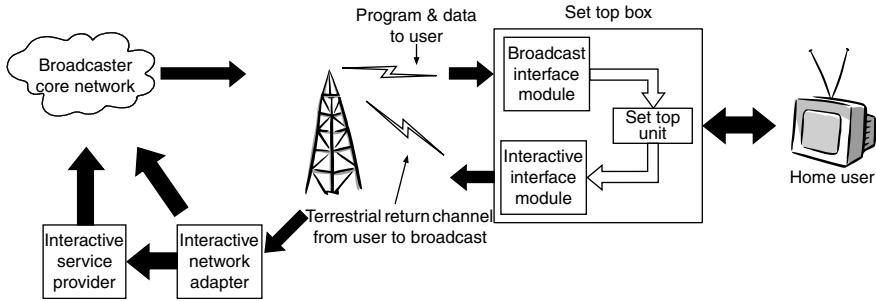 Program & data
to user
Set top box
Broadcaster
core network
Broadcast
interface
module
Set top
unit
Interactive
interface
module
Home user
Terrestrial return channel
from user to broadcast
Interactive
service
provider
Interactive
network
adapter